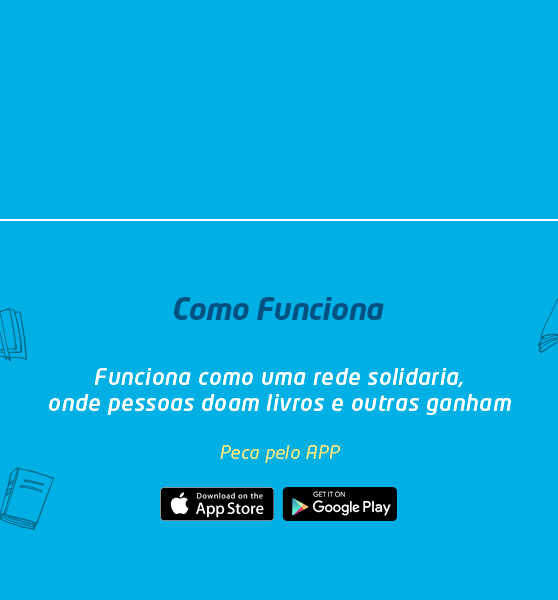 Como Funciona
Funciona como uma rede solidaria,
onde pessoas doam livros e outras ganham
Peca pelo APP
Download on the
App Store
GET IT ON
Google Play